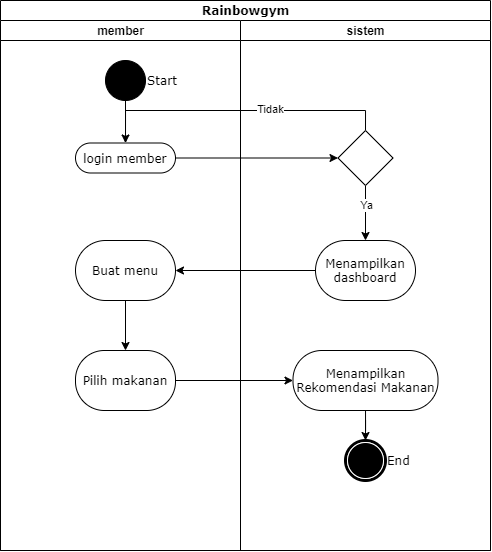 Rainbowgym
member
sistem
Start
Tidak
login member
Ya
Buat menu
Menampilkan
dashboard
Pilih makanan
Menampilkan
Rekomendasi Makanan
End